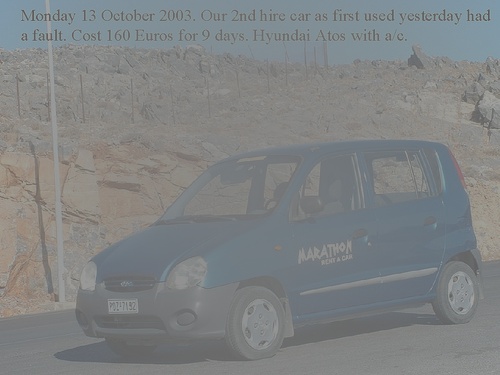 Monday 13 October 2003. Our 2nd hire car as first used yesterday had
a fault. Cost 160 Euros for 9 days. Hyundai Atos with a/c.
MARATHON
RENT A CAR